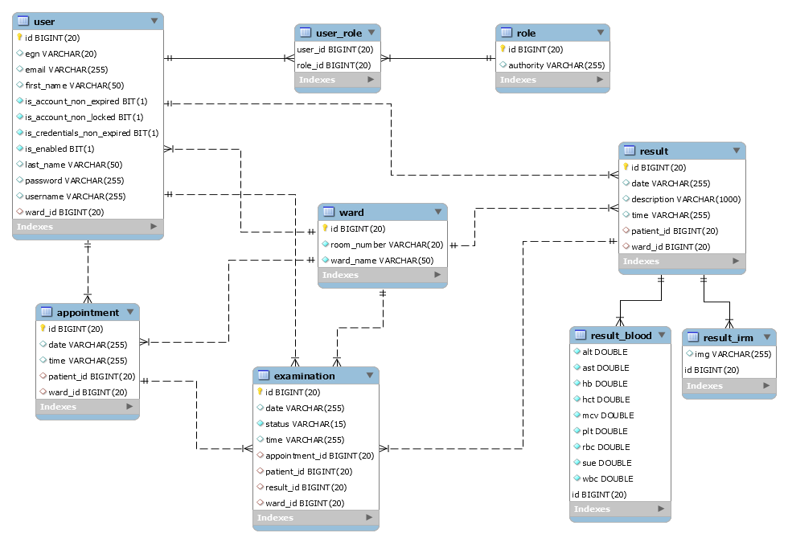 user
id BIGINT(20)
egn VARCHAR(20)
email VARCHAR(255)
first_name VARCHAR(50)
is_account_non_expired BIT(1)
is_account_non_locked BIT(1)
is_credentials_non_expired BIT(1)
is_enabled BIT(1)
last_name VARCHAR(50)
password VARCHAR(255)
username VARCHAR(255)
ward_id BIGINT(20)
Indexes
user_role
user_id BIGINT(20)
role_id BIGINT(20)
Indexes
role
id BIGINT(20)
authority VARCHAR(255)
Indexes
result
id BIGINT(20)
date VARCHAR(255)
description VARCHAR(1000)
time VARCHAR(255)
patient_id BIGINT(20)
ward_id BIGINT(20)
Indexes
ward
id BIGINT(20)
room_number VARCHAR(20)
ward_name VARCHAR(50)
Indexes
appointment
id BIGINT(20)
date VARCHAR(255)
time VARCHAR(255)
patient_id BIGINT(20)
ward_id BIGINT(20)
Indexes
examination
id BIGINT(20)
date VARCHAR(255)
status VARCHAR(15)
time VARCHAR(255)
appointment_id BIGINT(20)
patient_id BIGINT(20)
result_id BIGINT(20)
ward_id BIGINT(20)
Indexes
result_blood
alt DOUBLE
ast DOUBLE
hb DOUBLE
hct DOUBLE
mcv DOUBLE
plt DOUBLE
rbc DOUBLE
sue DOUBLE
wbc DOUBLE
id BIGINT(20)
Indexes
result_irm
img VARCHAR(255)
id BIGINT(20)
Indexes